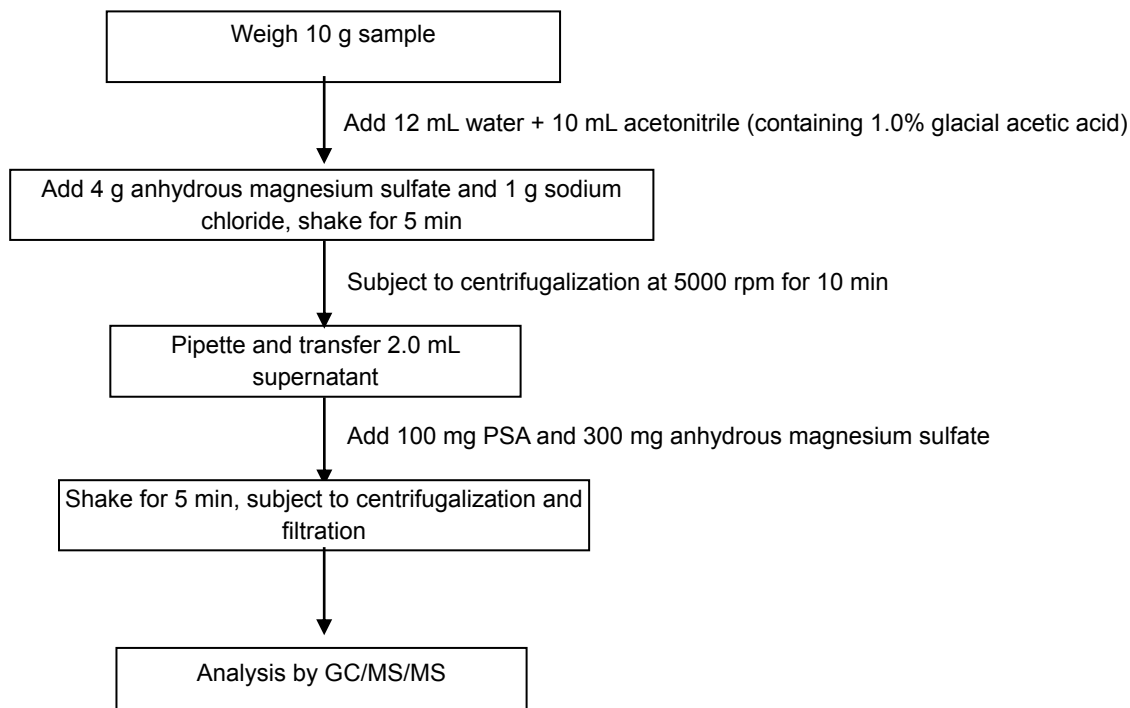 Weigh 10 g sample
Add 12 mL water + 10 mL acetonitrile (containing 1.0% glacial acetic acid)
Add 4 g anhydrous magnesium sulfate and 1 g sodium
chloride, shake for 5 min
Subject to centrifugalization at 5000 rpm for 10 min
Pipette and transfer 2.0 mL
supernatant
Add 100 mg PSA and 300 mg anhydrous magnesium sulfate
Shake for 5 min, subject to centrifugalization and
filtration
Analysis by GC/MS/MS